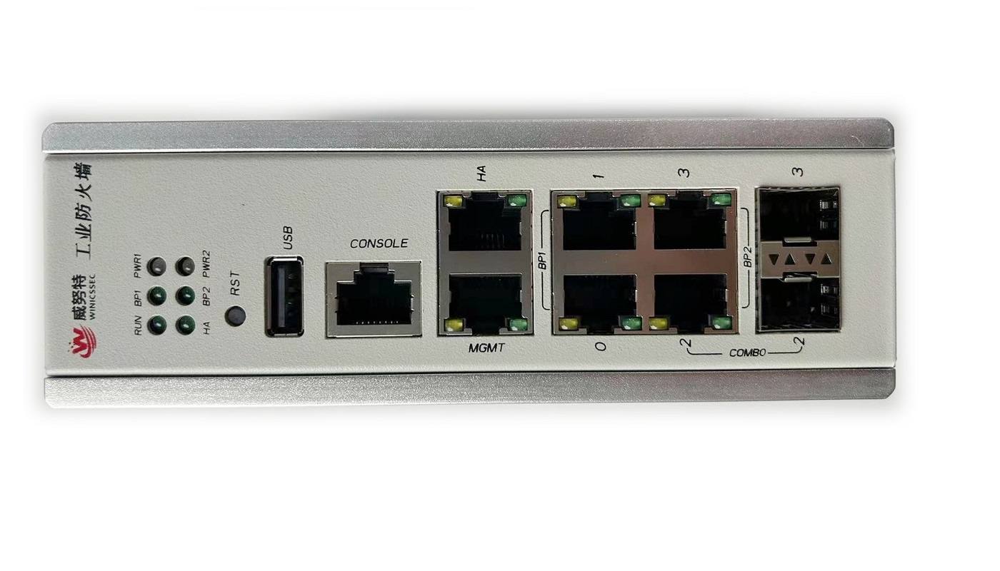 威努特 工业防火墙
WINICSSEC
PWR1
PWR2
BP1
BP2
RUN
HA
RST
USB
CONSOLE
HA
MGMT
BP1
1
3
0
2
BP2
3
2
COMBO